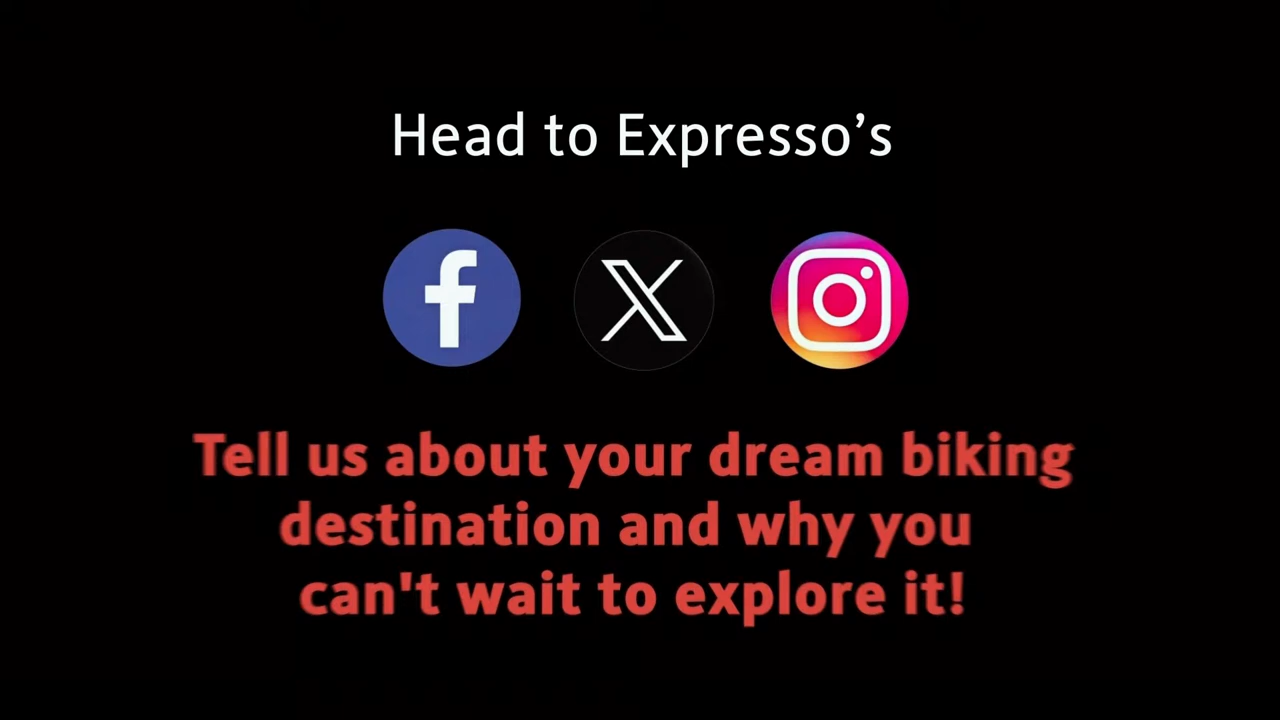 Head to Expresso’s
Tell us about your dream biking
destination and why you
can't wait to explore it!